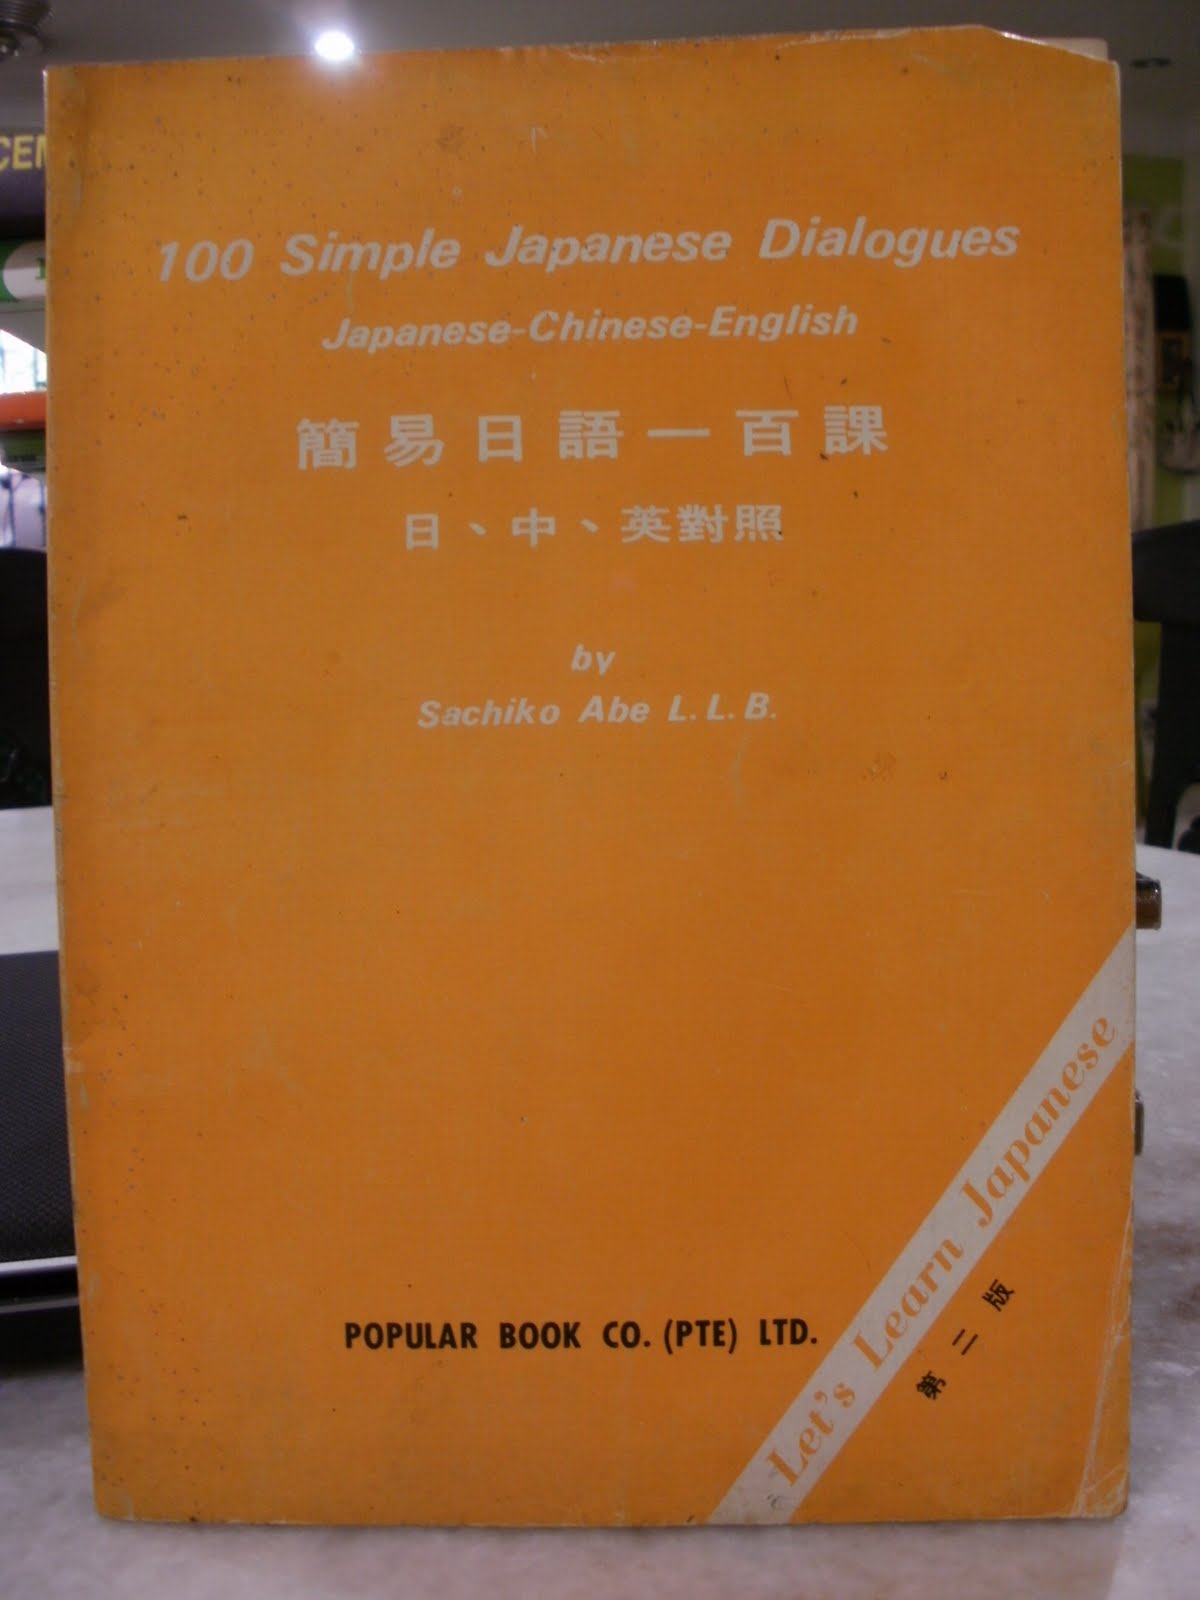 100 Simple Japanese Dialogues
Japanese-Chinese-English
簡易日語一百課
日、中、英對照
by
Sachiko Abe L.L.B.
Let's Learn Japanese
第二版
POPULAR BOOK CO. (PTE) LTD.